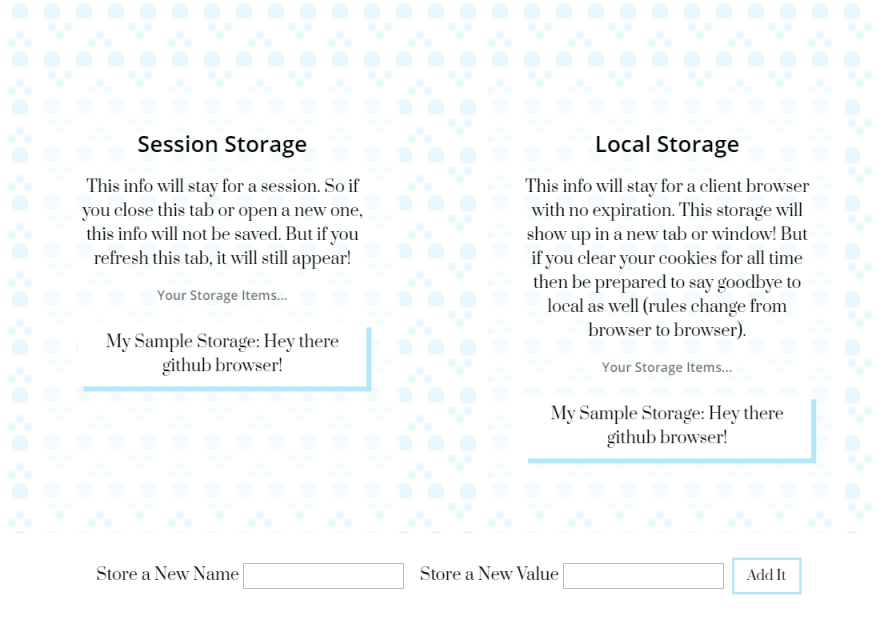 Session Storage
This info will stay for a session. So if
you close this tab or open a new one,
this info will not be saved. But if you
refresh this tab, it will still appear!
Your Storage Items...
My Sample Storage: Hey there
github browser!
Local Storage
This info will stay for a client browser
with no expiration. This storage will
show up in a new tab or window! But
if you clear your cookies for all time
then be prepared to say goodbye to
local as well (rules change from
browser to browser).
Your Storage Items...
My Sample Storage: Hey there
github browser!
Store a New Name
Store a New Value
Add It